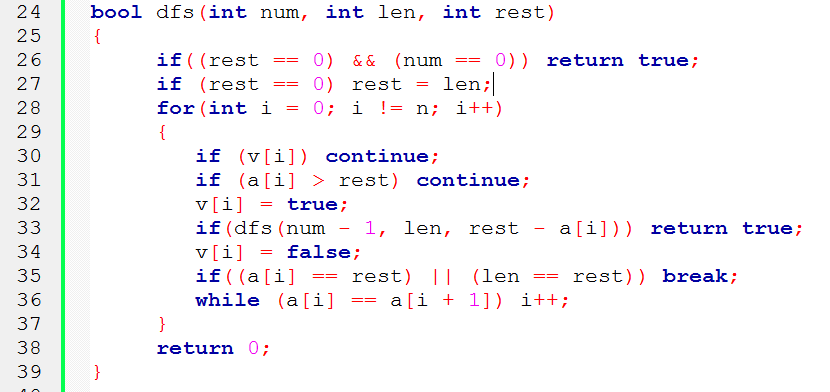 24 bool dfs(int num, int len, int rest)
25 {
26 if((rest == 0) && (num == 0)) return true;
27 if (rest == 0) rest = len;
28 for(int i = 0; i != n; i++)
29 {
30 if (v[i]) continue;
31 if (a[i] > rest) continue;
32 v[i] = true;
33 if(dfs(num - 1, len, rest - a[i])) return true;
34 v[i] = false;
35 if((a[i] == rest) || (len == rest)) break;
36 while (a[i] == a[i + 1]) i++;
37 }
38 return 0;
39 }